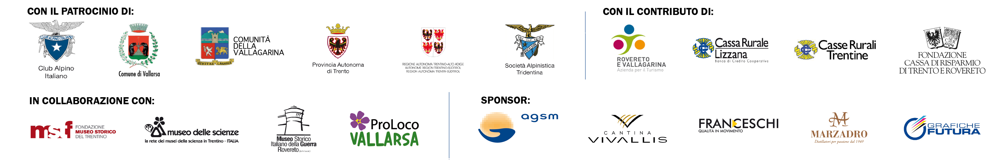 CON IL PATROCINIO DI:
CLUB ALPINO ITALIANO
Club Alpino
Italiano
Comune di Vallarsa
CIVITAS LAGARIS
COMUNITÀ
DELLA
VALLAGARINA
Provincia Autonoma
di Trento
REGIONE AUTONOMA TRENTINO-ALTO ADIGE
AUTONOME REGION TRENTINO-SÜDTIROL
REGION AUTONÓMA TRENTIN-SÜDTIROL
SOC. ALP. TRID.
EXCELSIOR
Società Alpinistica
Tridentina
CON IL CONTRIBUTO DI:
ROVERETO
E VALLAGARINA
Azienda per il Turismo
Cassa Rurale
Lizzana
Banca di Credito Cooperativo
Casse Rurali
Trentine
FONDAZIONE
CASSA DI RISPARMIO
DI TRENTO E ROVERETO
IN COLLABORAZIONE CON:
mstf
FONDAZIONE
MUSEO STORICO
DEL TRENTINO
museo delle scienze
la rete dei musei della scienza in Trentino · ITALIA
Museo Storico
Italiano della Guerra
Rovereto (o.n.l.u.s.)
ProLoco
VALLARSA
SPONSOR:
agsm
CANTINA
VIVALLIS
FRANCESCHI
QUALITÀ IN MOVIMENTO
M
MARZADRO
Distillatori per passione dal 1949
GRAFICHE
FUTURA